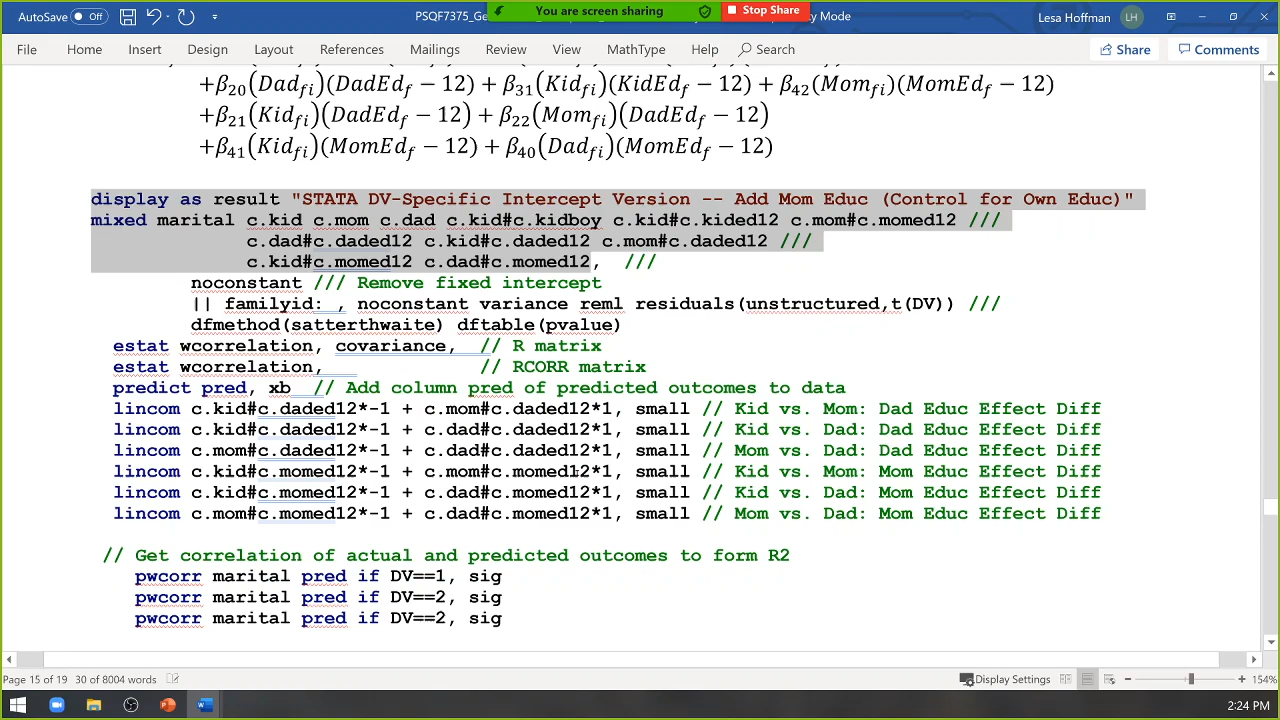 AutoSave Off
PSQF7375_Ge
You are screen sharing
Stop Share
y Mode
Lesa Hoffman LH
File Home Insert Design Layout References Mailings Review View MathType Help Search Share Comments
+β20(Dadfi)(DadEdf − 12) + β31(Kidfi)(KidEdf − 12) + β42(Momfi)(MomEdf − 12)
+β21(Kidfi)(DadEdf − 12) + β22(Momfi)(DadEdf − 12)
+β41(Kidfi)(MomEdf − 12) + β40(Dadfi)(MomEdf − 12)
display as result "STATA DV-Specific Intercept Version -- Add Mom Educ (Control for Own Educ)"
mixed marital c.kid c.mom c.dad c.kid#c.kidboy c.kid#c.kided12 c.mom#c.momed12 ///
c.dad#c.daded12 c.kid#c.daded12 c.mom#c.daded12 ///
c.kid#c.momed12 c.dad#c.momed12, ///
noconstant /// Remove fixed intercept
|| familyid: , noconstant variance reml residuals(unstructured,t(DV)) ///
dfmethod(satterthwaite) dftable(pvalue)
estat wcorrelation, covariance, // R matrix
estat wcorrelation, // RCORR matrix
predict pred, xb // Add column pred of predicted outcomes to data
lincom c.kid#c.daded12*-1 + c.mom#c.daded12*1, small // Kid vs. Mom: Dad Educ Effect Diff
lincom c.kid#c.daded12*-1 + c.dad#c.daded12*1, small // Kid vs. Dad: Dad Educ Effect Diff
lincom c.mom#c.daded12*-1 + c.dad#c.daded12*1, small // Mom vs. Dad: Dad Educ Effect Diff
lincom c.kid#c.momed12*-1 + c.mom#c.momed12*1, small // Kid vs. Mom: Mom Educ Effect Diff
lincom c.kid#c.momed12*-1 + c.dad#c.momed12*1, small // Kid vs. Dad: Mom Educ Effect Diff
lincom c.mom#c.momed12*-1 + c.dad#c.momed12*1, small // Mom vs. Dad: Mom Educ Effect Diff
// Get correlation of actual and predicted outcomes to form R2
pwcorr marital pred if DV==1, sig
pwcorr marital pred if DV==2, sig
pwcorr marital pred if DV==2, sig
Page 15 of 19 30 of 8004 words Display Settings 154%
2:24 PM